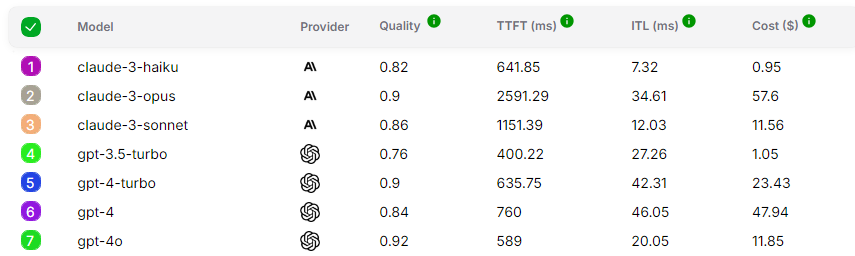 Model Provider Quality TTFT (ms) ITL (ms) Cost ($)
1 claude-3-haiku 0.82 641.85 7.32 0.95
2 claude-3-opus 0.9 2591.29 34.61 57.6
3 claude-3-sonnet 0.86 1151.39 12.03 11.56
4 gpt-3.5-turbo 0.76 400.22 27.26 1.05
5 gpt-4-turbo 0.9 635.75 42.31 23.43
6 gpt-4 0.84 760 46.05 47.94
7 gpt-4o 0.92 589 20.05 11.85